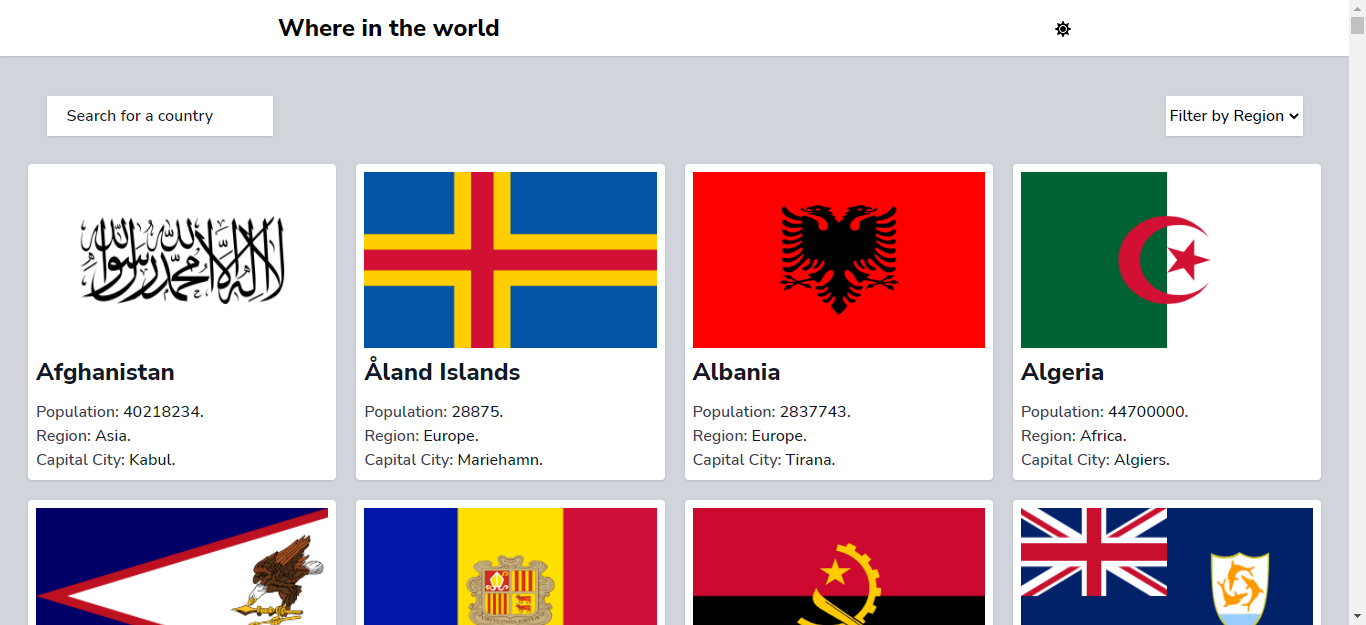 Where in the world
Search for a country
Filter by Region
لا إله إلا الله محمد رسول الله
Afghanistan
Population: 40218234.
Region: Asia.
Capital City: Kabul.
Åland Islands
Population: 28875.
Region: Europe.
Capital City: Mariehamn.
Albania
Population: 2837743.
Region: Europe.
Capital City: Tirana.
Algeria
Population: 44700000.
Region: Africa.
Capital City: Algiers.